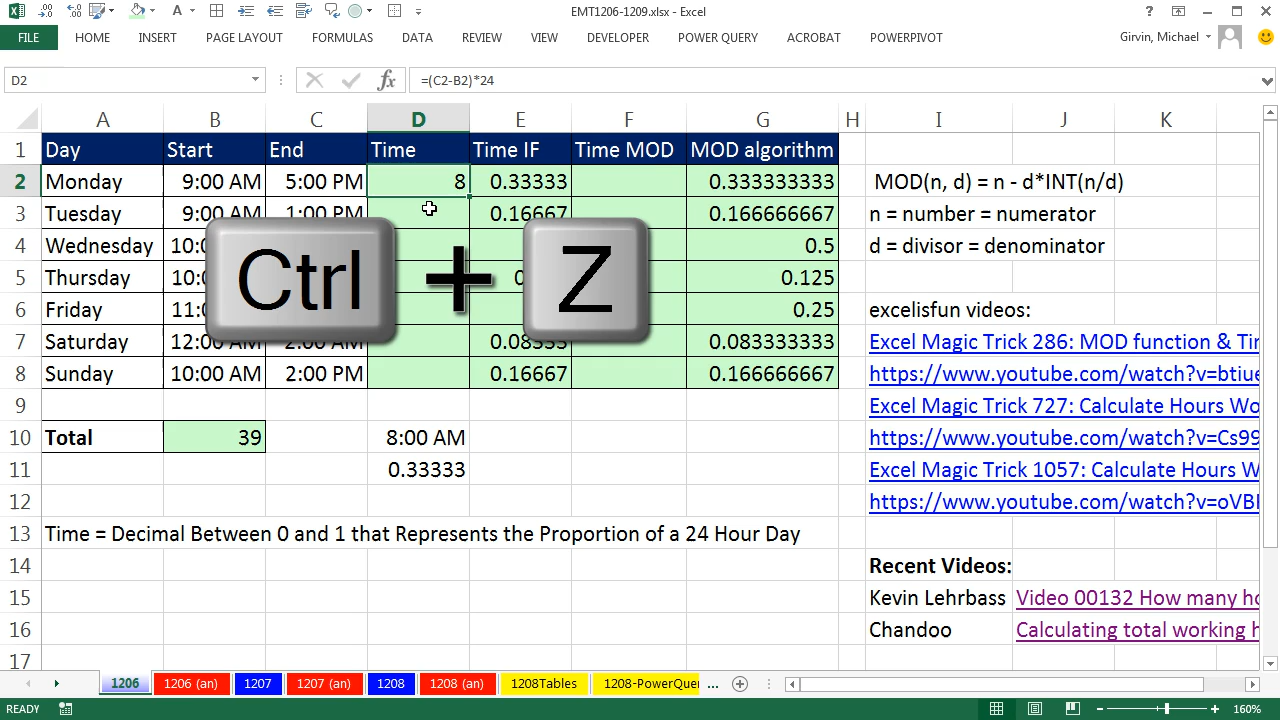 EMT1206-1209.xlsx - Excel
FILE HOME INSERT PAGE LAYOUT FORMULAS DATA REVIEW VIEW DEVELOPER POWER QUERY ACROBAT POWERPIVOT Girvin, Michael
D2 fx =(C2-B2)*24
A B C D E F G H I J K
1 Day Start End Time Time IF Time MOD MOD algorithm
2 Monday 9:00 AM 5:00 PM 8 0.33333 0.333333333 MOD(n, d) = n - d*INT(n/d)
3 Tuesday 9:00 AM 1:00 PM 0.16667 0.166666667 n = number = numerator
4 Wednesday 10:0 0.5 d = divisor = denominator
5 Thursday 10:0 0. 0.125
6 Friday 11:0 0.25 excelisfun videos:
7 Saturday 12:00 AM 2:00 AM 0.08333 0.083333333 Excel Magic Trick 286: MOD function & Tir
8 Sunday 10:00 AM 2:00 PM 0.16667 0.166666667 https://www.youtube.com/watch?v=btiue
9 Excel Magic Trick 727: Calculate Hours Wo
10 Total 39 8:00 AM https://www.youtube.com/watch?v=Cs99
11 0.33333 Excel Magic Trick 1057: Calculate Hours W
12 https://www.youtube.com/watch?v=oVBI
13 Time = Decimal Between 0 and 1 that Represents the Proportion of a 24 Hour Day
14 Recent Videos:
15 Kevin Lehrbass Video 00132 How many ho
16 Chandoo Calculating total working h
17
Ctrl + Z
1206 1206 (an) 1207 1207 (an) 1208 1208 (an) 1208Tables 1208-PowerQuer ...
READY 160%